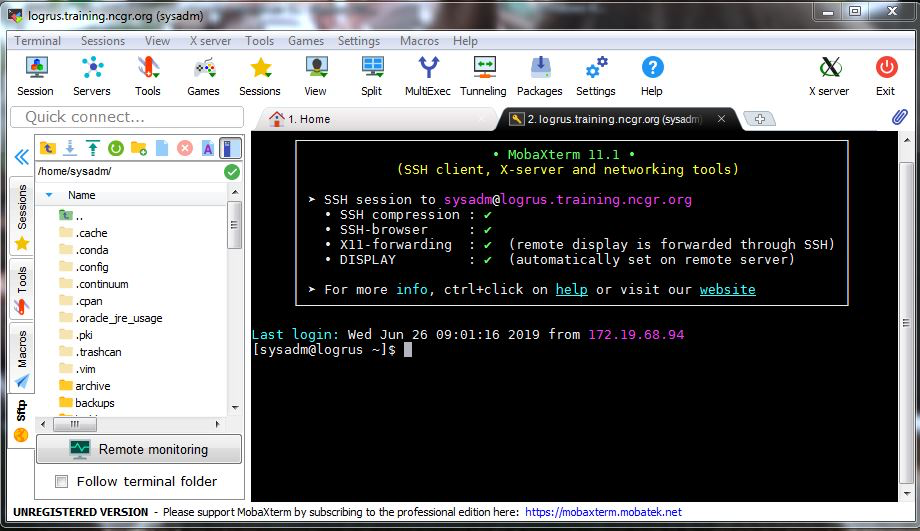 logrus.training.ncgr.org (sysadm)
Terminal Sessions View X server Tools Games Settings Macros Help
Session Servers Tools Games Sessions View Split MultiExec Tunneling Packages Settings Help X server Exit
Quick connect...
1. Home
2. logrus.training.ncgr.org (sysadm)
/home/sysadm/
Name
..
.cache
.conda
.config
.continuum
.cpan
.oracle_jre_usage
.pki
.trashcan
.vim
archive
backups
Sessions
Tools
Macros
Sftp
Remote monitoring
Follow terminal folder
• MobaXterm 11.1 •
(SSH client, X-server and networking tools)
➤ SSH session to sysadm@logrus.training.ncgr.org
• SSH compression : ✔
• SSH-browser : ✔
• X11-forwarding : ✔ (remote display is forwarded through SSH)
• DISPLAY : ✔ (automatically set on remote server)
➤ For more info, ctrl+click on help or visit our website
Last login: Wed Jun 26 09:01:16 2019 from 172.19.68.94
[sysadm@logrus ~]$
UNREGISTERED VERSION - Please support MobaXterm by subscribing to the professional edition here: https://mobaxterm.mobatek.net